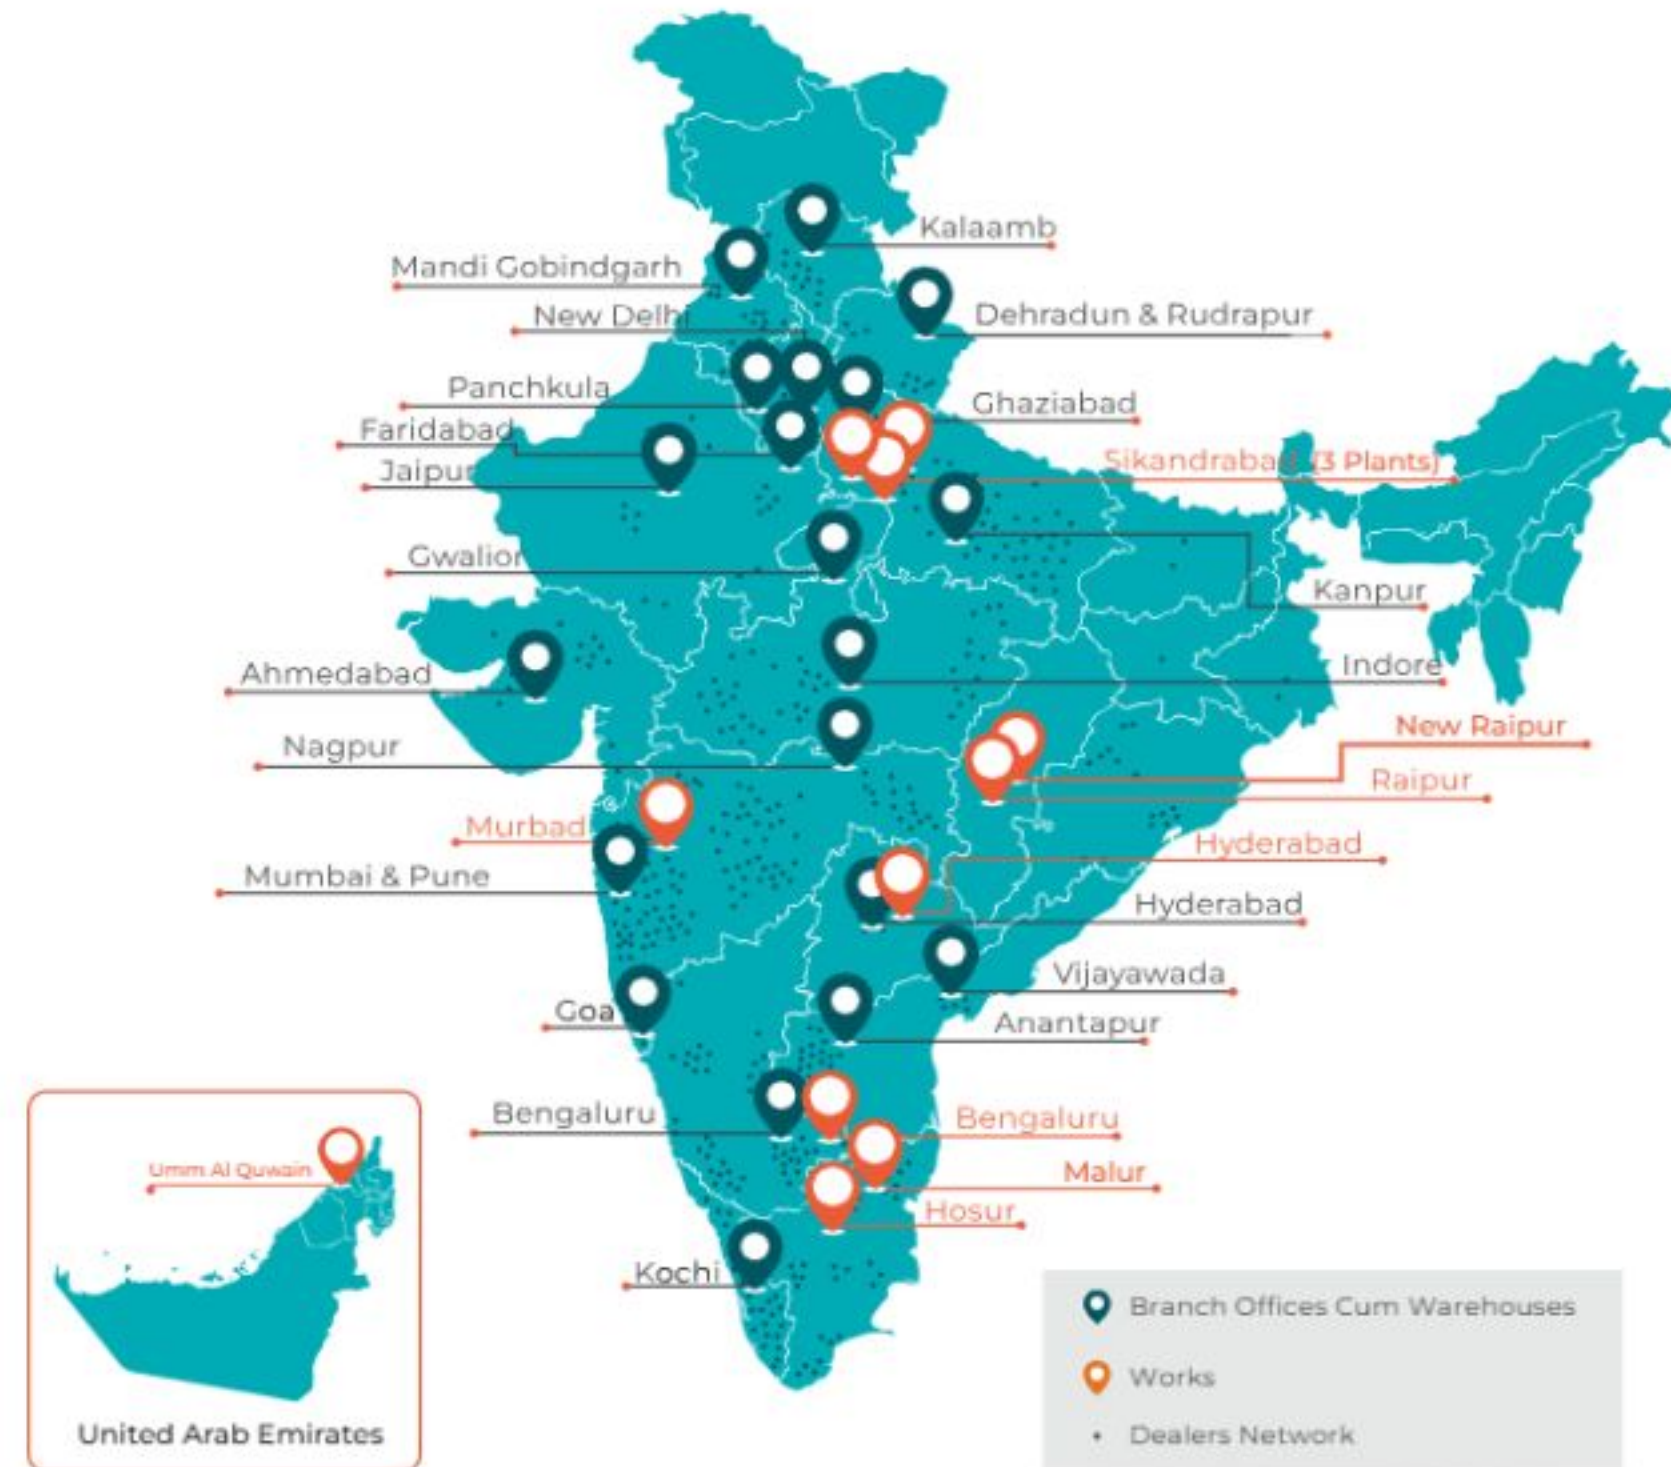 Kalaamb
Mandi Gobindgarh
New Delhi
Dehradun & Rudrapur
Panchkula
Ghaziabad
Faridabad
Sikandrabad (3 Plants)
Jaipur
Gwalior
Kanpur
Ahmedabad
Indore
Nagpur
New Raipur
Raipur
Murbad
Hyderabad
Mumbai & Pune
Hyderabad
Vijayawada
Goa
Anantapur
Bengaluru
Bengaluru
Umm Al Quwain
Malur
Hosur
Kochi
United Arab Emirates
Branch Offices Cum Warehouses
Works
Dealers Network